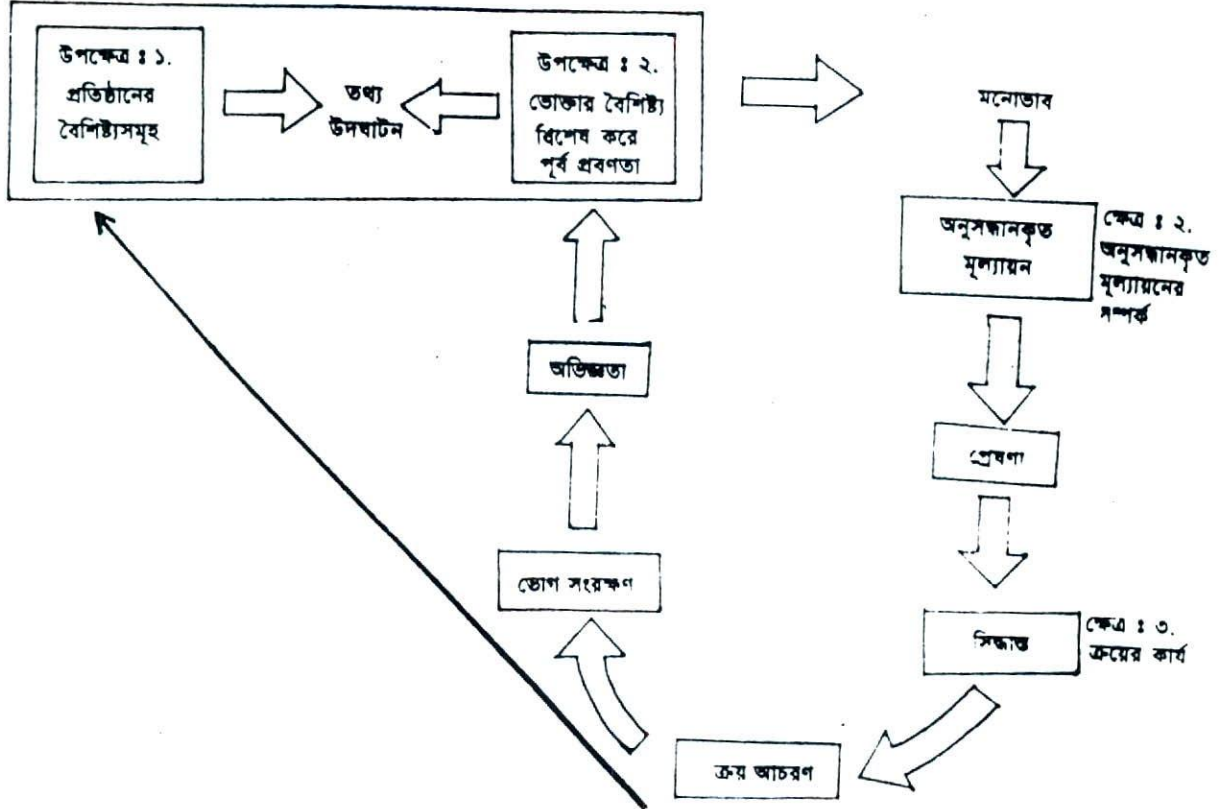 উপক্ষেত্র ঃ ১.
প্রতিষ্ঠানের
বৈশিষ্ট্যসমূহ
তথ্য
উদঘাটন
উপক্ষেত্র ঃ ২.
ভোক্তার বৈশিষ্ট্য
বিশেষ করে
পূর্ব প্রবণতা
মনোভাব
অনুসন্ধানকৃত
মূল্যায়ন
ক্ষেত্র ঃ ২.
অনুসন্ধানকৃত
মূল্যায়নের
সম্পর্ক
অভিজ্ঞতা
প্রেষণা
ভোগ সংরক্ষণ
সিদ্ধান্ত
ক্ষেত্র ঃ ৩.
ক্রয়ের কার্য
ক্রয় আচরণ